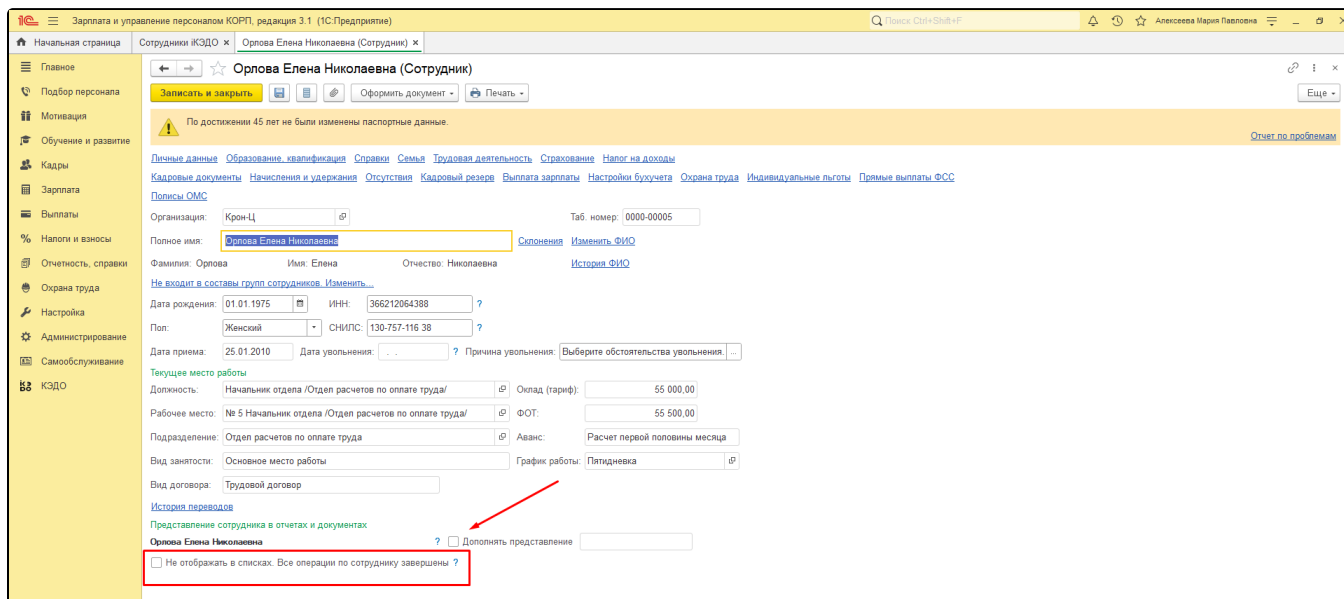 Зарплата и управление персоналом КОРП, редакция 3.1 (1С:Предприятие) Поиск Ctrl+Shift+F Алексеева Мария Павловна
Начальная страница Сотрудники iКЭДО × Орлова Елена Николаевна (Сотрудник) ×
Главное
Подбор персонала
Мотивация
Обучение и развитие
Кадры
Зарплата
Выплаты
Налоги и взносы
Отчетность, справки
Охрана труда
Настройка
Администрирование
Самообслуживание
КЭДО
Орлова Елена Николаевна (Сотрудник)
Записать и закрыть Оформить документ Печать Еще
По достижении 45 лет не были изменены паспортные данные.
Отчет по проблемам
Личные данные Образование, квалификация Справки Семья Трудовая деятельность Страхование Налог на доходы
Кадровые документы Начисления и удержания Отсутствия Кадровый резерв Выплата зарплаты Настройки бухучета Охрана труда Индивидуальные льготы Прямые выплаты ФСС
Полисы ОМС
Организация: Крон-Ц Таб. номер: 0000-00005
Полное имя: Орлова Елена Николаевна Склонения Изменить ФИО
Фамилия: Орлова Имя: Елена Отчество: Николаевна История ФИО
Не входит в составы групп сотрудников. Изменить...
Дата рождения: 01.01.1975 ИНН: 366212064388 ?
Пол: Женский СНИЛС: 130-757-116 38 ?
Дата приема: 25.01.2010 Дата увольнения: . . ? Причина увольнения: Выберите обстоятельства увольнения. ...
Текущее место работы
Должность: Начальник отдела /Отдел расчетов по оплате труда/ Оклад (тариф): 55 000,00
Рабочее место: № 5 Начальник отдела /Отдел расчетов по оплате труда/ ФОТ: 55 500,00
Подразделение: Отдел расчетов по оплате труда Аванс: Расчет первой половины месяца
Вид занятости: Основное место работы График работы: Пятидневка
Вид договора: Трудовой договор
История переводов
Представление сотрудника в отчетах и документах
Орлова Елена Николаевна ? Дополнять представление
Не отображать в списках. Все операции по сотруднику завершены ?